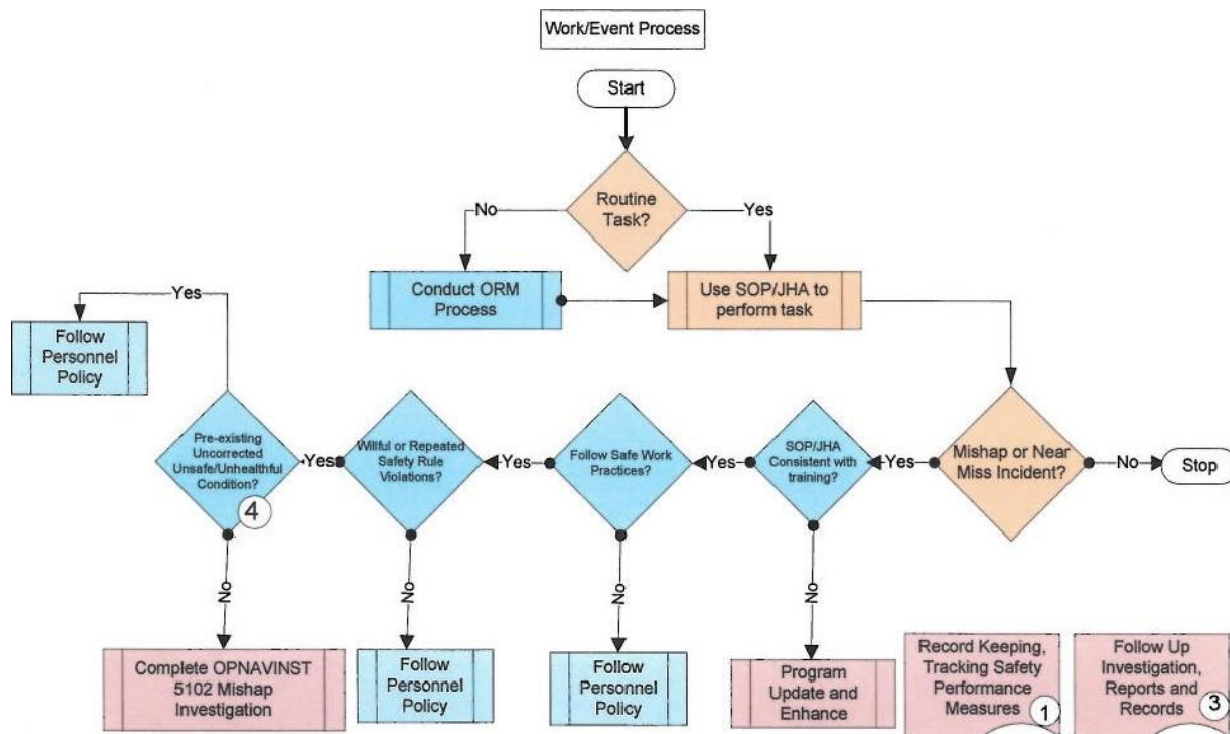 Work/Event Process
Start
Routine
Task?
No
Yes
Conduct ORM
Process
Use SOP/JHA to
perform task
Yes
Follow
Personnel
Policy
Pre-existing
Uncorrected
Unsafe/Unhealthful
Condition?
4
Yes
Willful or Repeated
Safety Rule
Violations?
Yes
Follow Safe Work
Practices?
Yes
SOP/JHA
Consistent with
training?
Yes
Mishap or Near
Miss Incident?
No
Stop
No
No
No
No
Complete OPNAVINST
5102 Mishap
Investigation
Follow
Personnel
Policy
Follow
Personnel
Policy
Program
Update and
Enhance
Record Keeping,
Tracking Safety
Performance
Measures
1
Follow Up
Investigation,
Reports and
Records
3